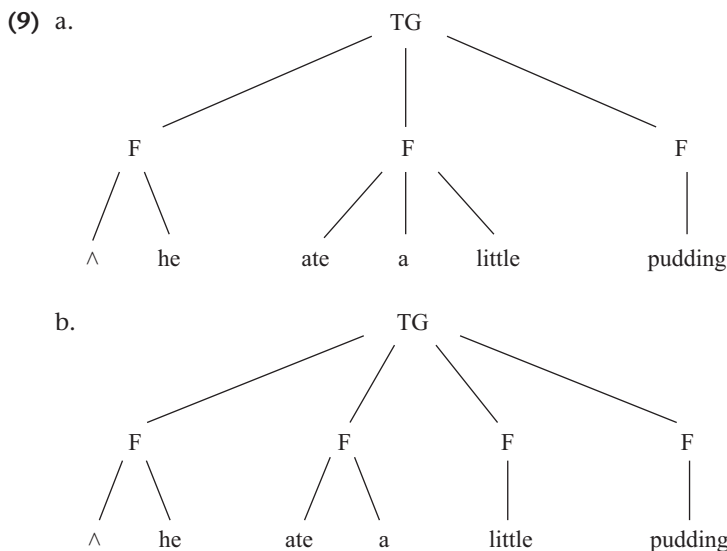 (9) a. TG
F F F
^ he ate a little pudding
b. TG
F F F F
^ he ate a little pudding